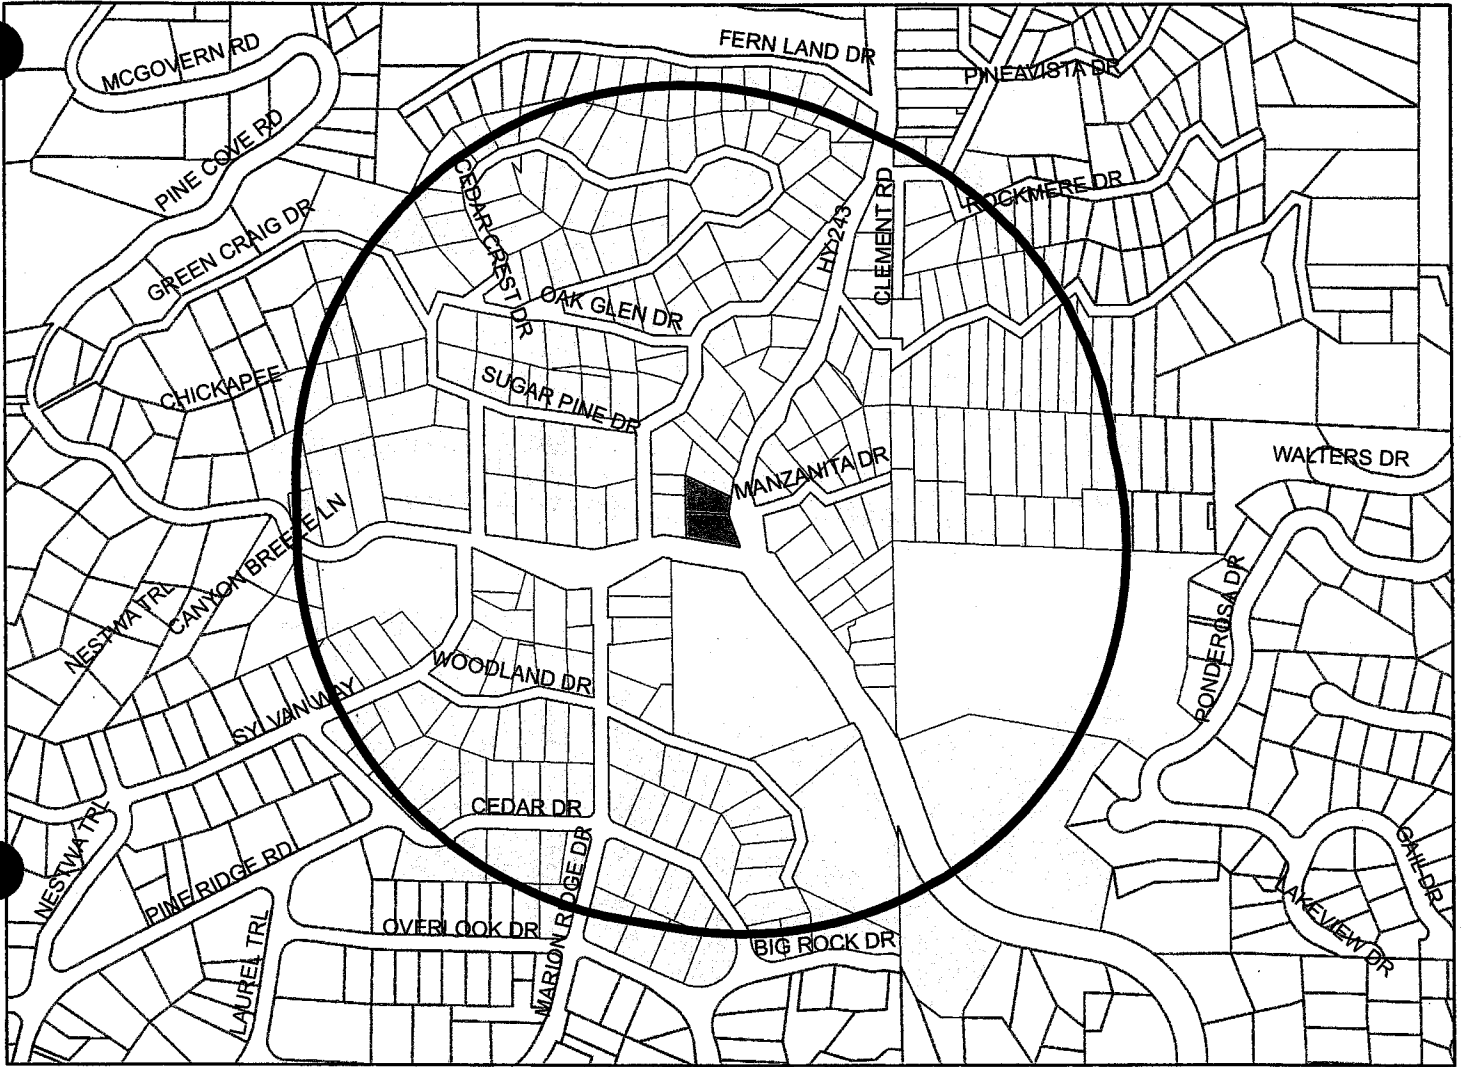 FERN LAND DR
MCGOVERN RD
PINEAVISTA DR
PINE COVE RD
CEDAR CREST DR
ROCKMERE DR
CLEMENT RD
HY 243
GREEN CRAIG DR
OAK GLEN DR
CHICKAPEE
SUGAR PINE DR
WALTERS DR
MANZANITA DR
CANYON BREEZE LN
NESTWA TRL
PONDEROSA DR
WOODLAND DR
SYLVAN WAY
CEDAR DR
NESTWA TRL
PINE RIDGE RD
MARION RIDGE DR
GAIL DR
LAKEVIEW DR
OVERLOOK DR
BIG ROCK DR
LAUREL TRL